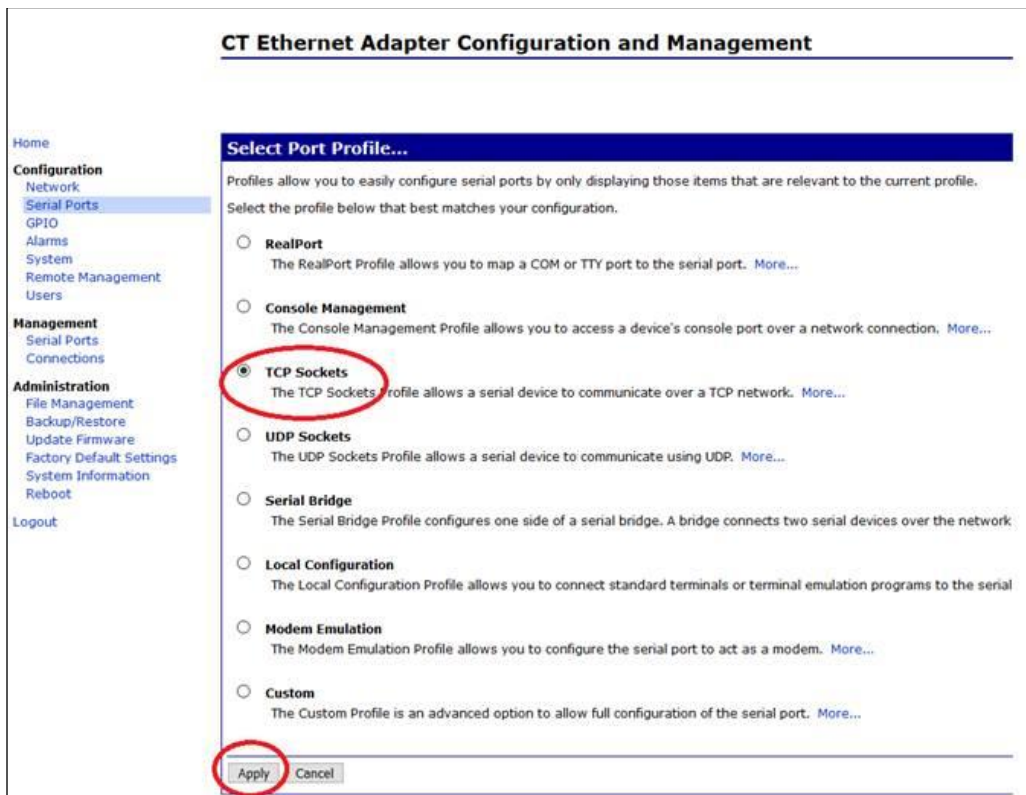 CT Ethernet Adapter Configuration and Management
Home
Configuration
Network
Serial Ports
GPIO
Alarms
System
Remote Management
Users
Management
Serial Ports
Connections
Administration
File Management
Backup/Restore
Update Firmware
Factory Default Settings
System Information
Reboot
Logout
Select Port Profile...
Profiles allow you to easily configure serial ports by only displaying those items that are relevant to the current profile.
Select the profile below that best matches your configuration.
RealPort
The RealPort Profile allows you to map a COM or TTY port to the serial port. More...
Console Management
The Console Management Profile allows you to access a device's console port over a network connection. More...
TCP Sockets
The TCP Sockets Profile allows a serial device to communicate over a TCP network. More...
UDP Sockets
The UDP Sockets Profile allows a serial device to communicate using UDP. More...
Serial Bridge
The Serial Bridge Profile configures one side of a serial bridge. A bridge connects two serial devices over the network
Local Configuration
The Local Configuration Profile allows you to connect standard terminals or terminal emulation programs to the serial
Modem Emulation
The Modem Emulation Profile allows you to configure the serial port to act as a modem. More...
Custom
The Custom Profile is an advanced option to allow full configuration of the serial port. More...
Apply Cancel